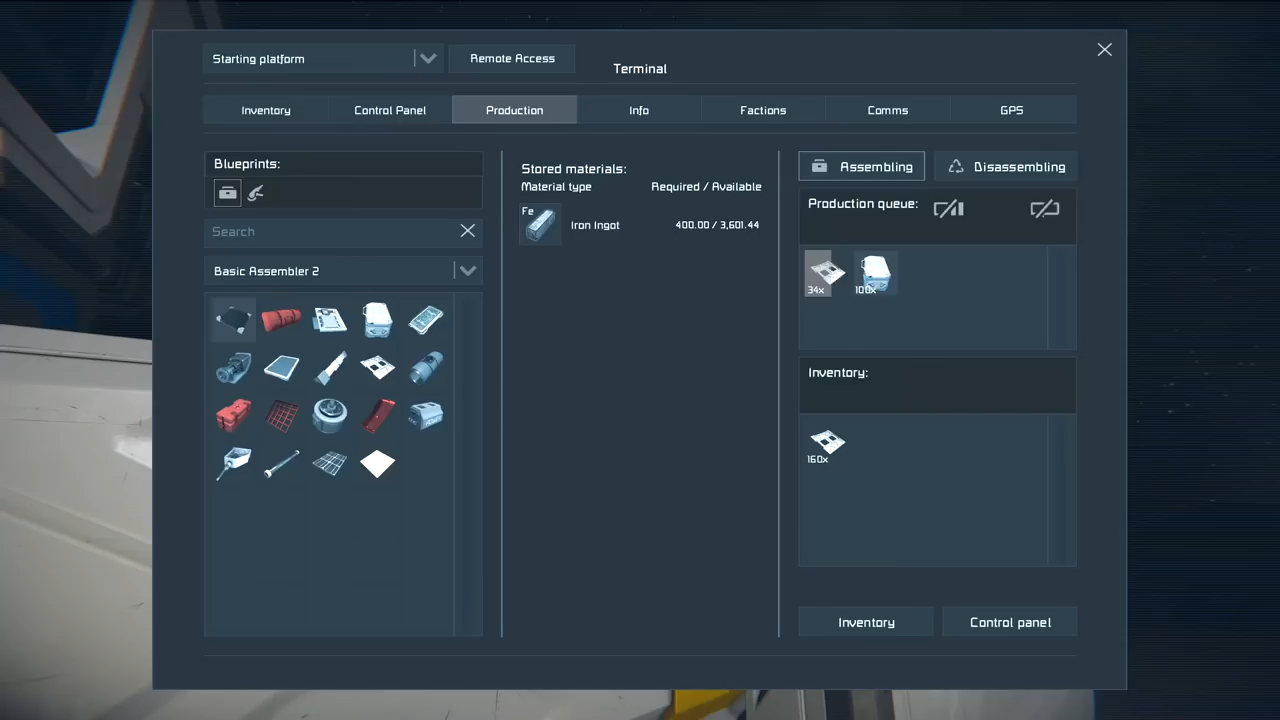 Starting platform
Remote Access
Terminal
Inventory
Control Panel
Production
Info
Factions
Comms
GPS
Blueprints:
Search
Basic Assembler 2
Stored materials:
Material type
Required / Available
Fe
Iron Ingot
400.00 / 3,601.44
Assembling
Disassembling
Production queue:
34x
100x
Inventory:
160x
Inventory
Control panel